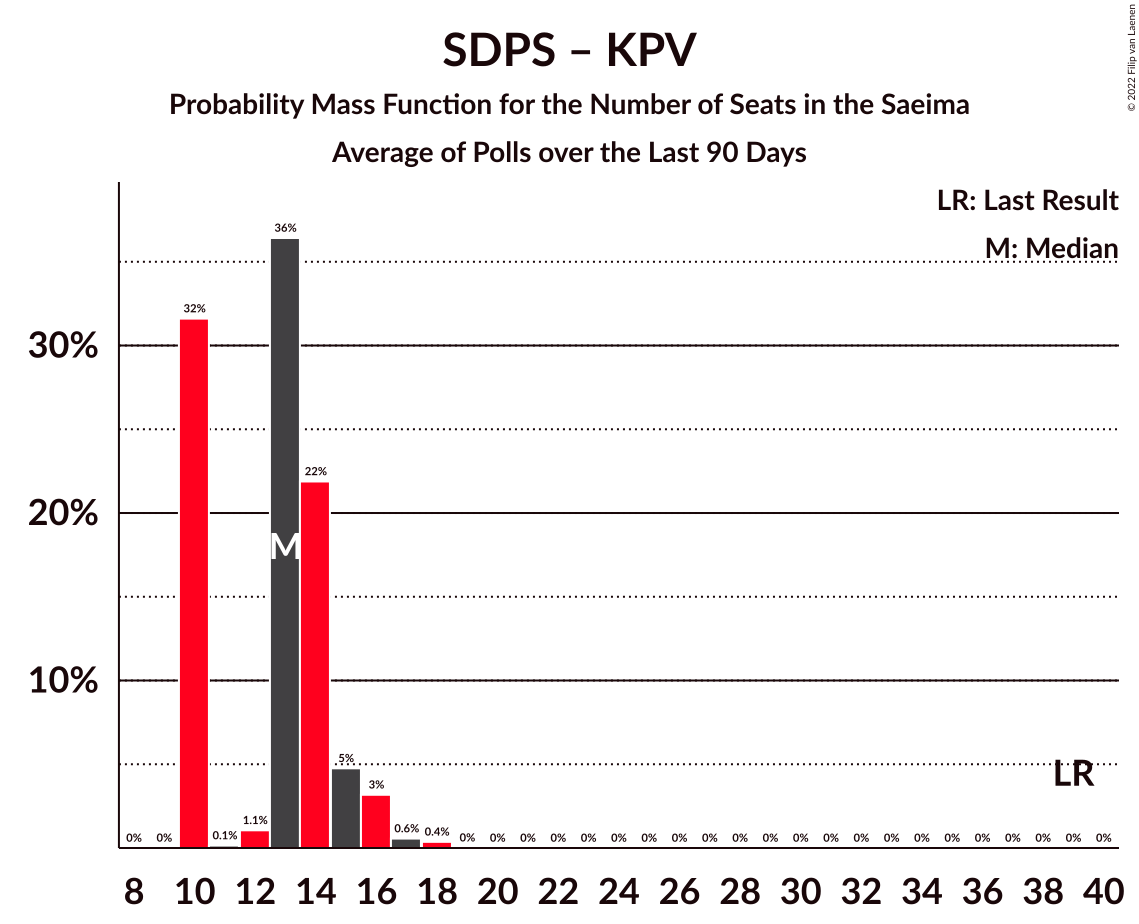 SDPS – KPV
Probability Mass Function for the Number of Seats in the Saeima
Average of Polls over the Last 90 Days
© 2022 Filip van Laenen
LR: Last Result
M: Median
30%
20%
10%
0% 0% 32% 0.1% 1.1% 36% 22% 5% 3% 0.6% 0.4% 0% 0% 0% 0% 0% 0% 0% 0% 0% 0% 0% 0% 0% 0% 0% 0% 0% 0% 0% 0% 0% 0%
M
LR
8 10 12 14 16 18 20 22 24 26 28 30 32 34 36 38 40